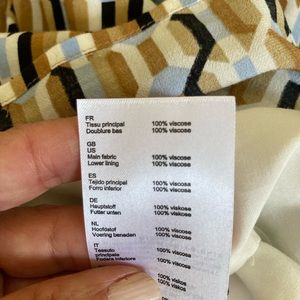 FR
Tissu principal 100% viscose
Doublure bas 100% viscose
GB
US
Main fabric 100% viscose
Lower lining 100% viscose
ES
Tejido principal 100% viscosa
Forro inferior 100% viscosa
DE
Hauptstoff 100% viskose
Futter unten 100% viskose
NL
Hoofdstof 100% viscose
Voering beneden 100% viscose
IT
Tessuto 100% viscosa
principale
Fodera inferiore 100% viscosa